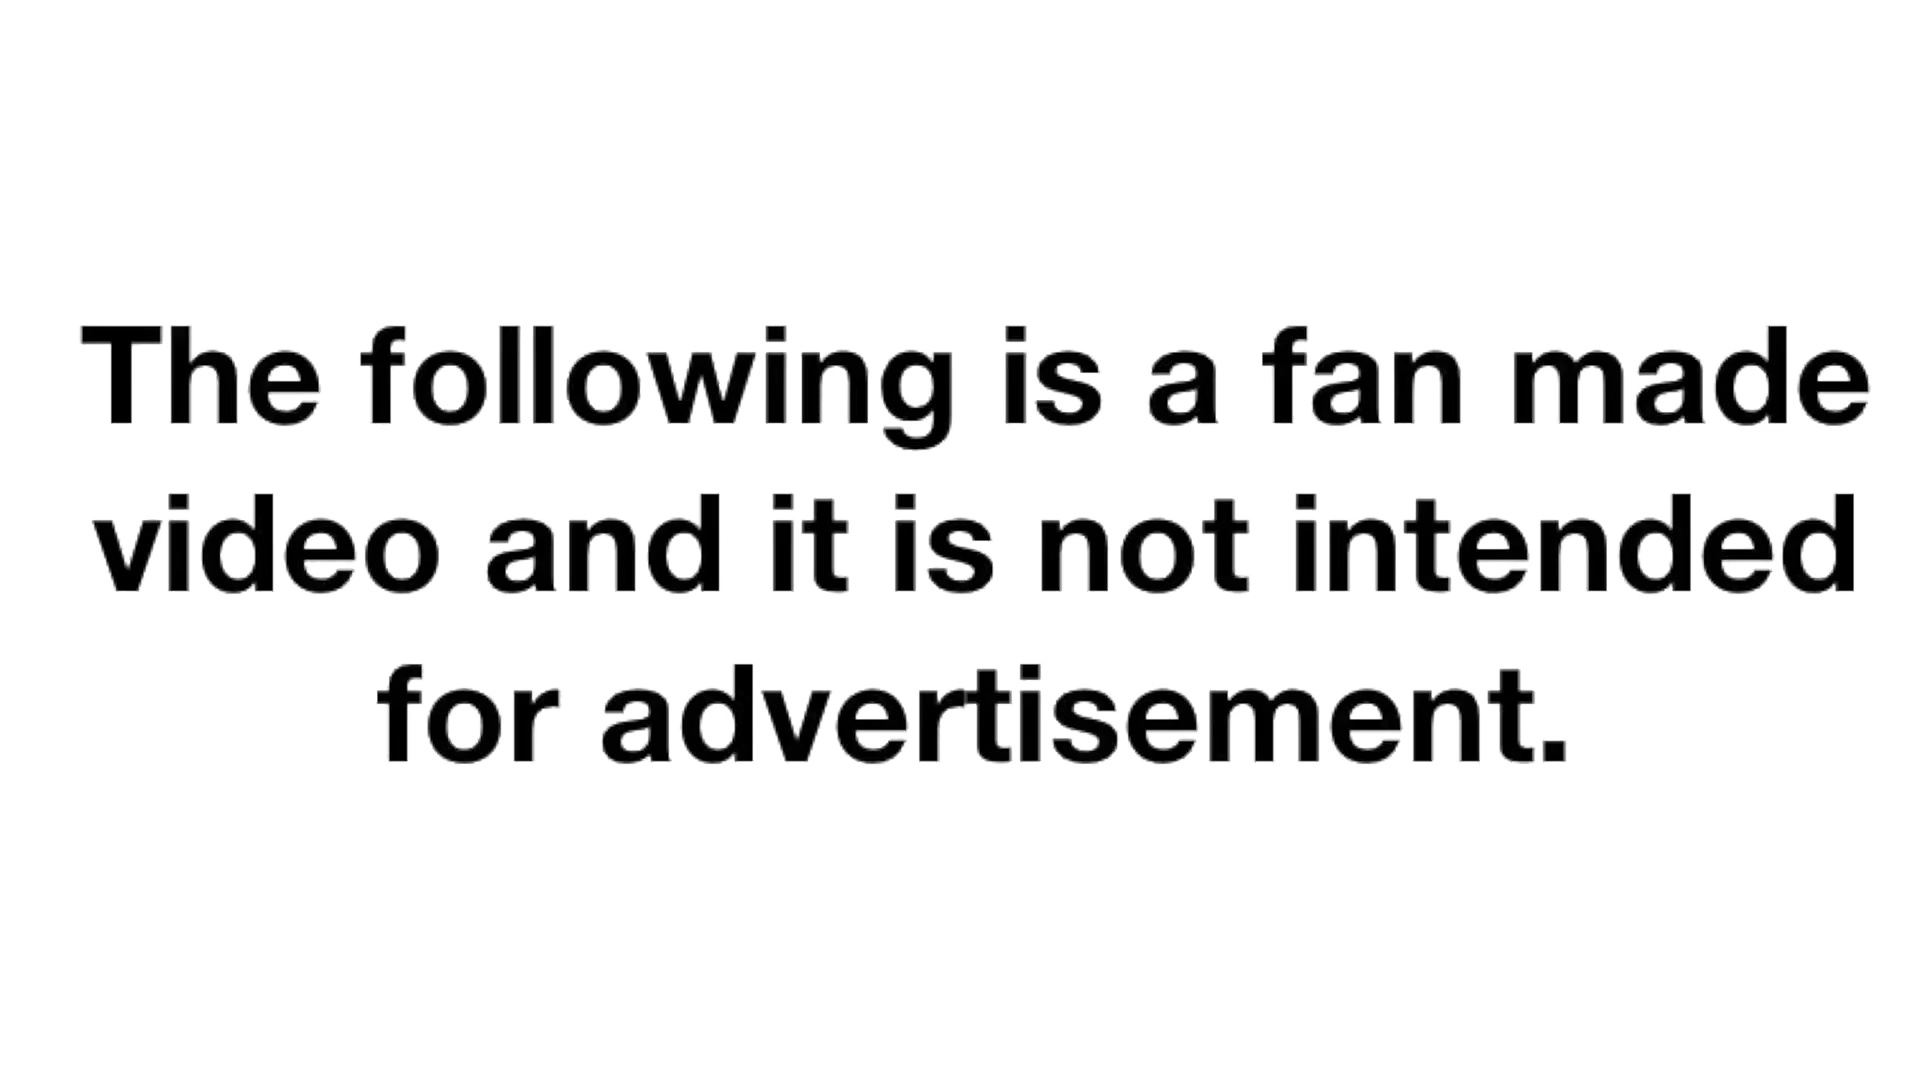 The following is a fan made
video and it is not intended
for advertisement.